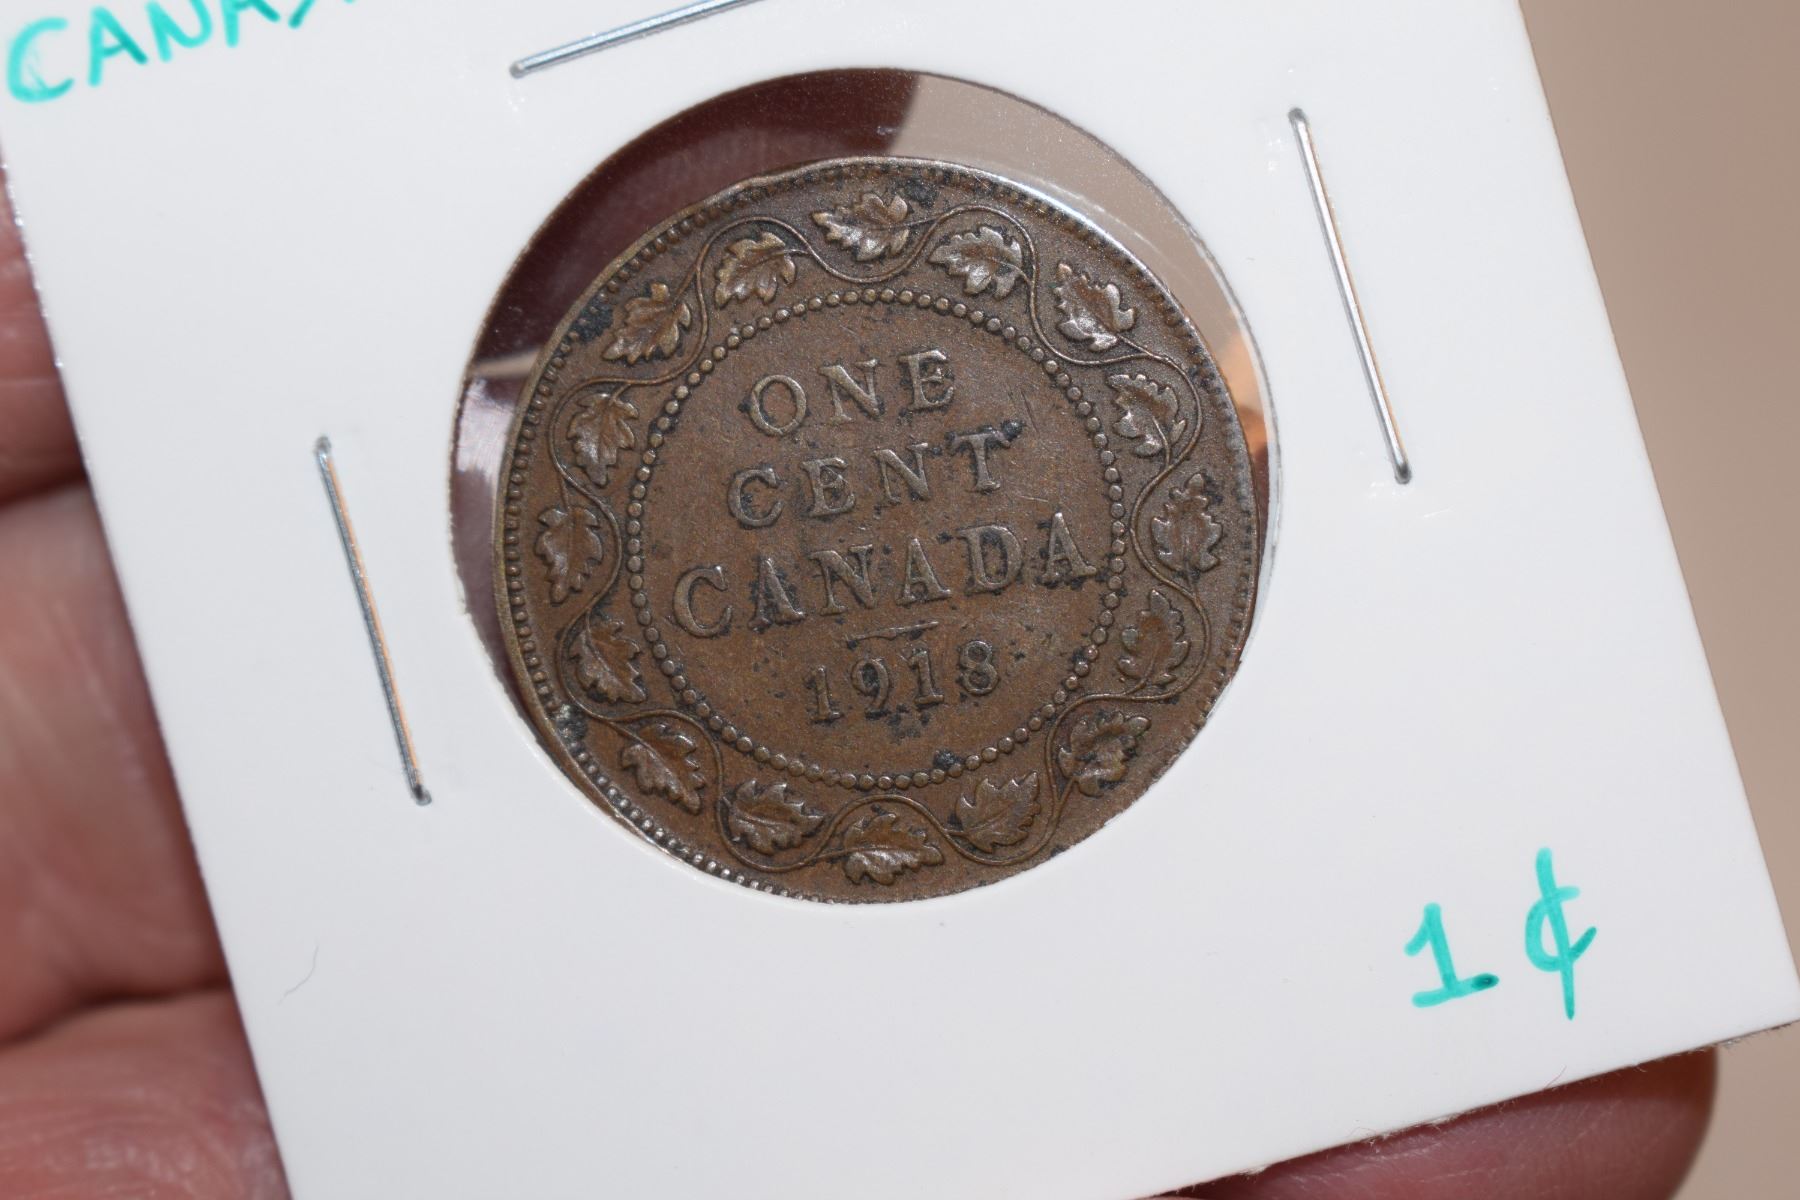 ONE
CENT
CANADA
1918
1¢